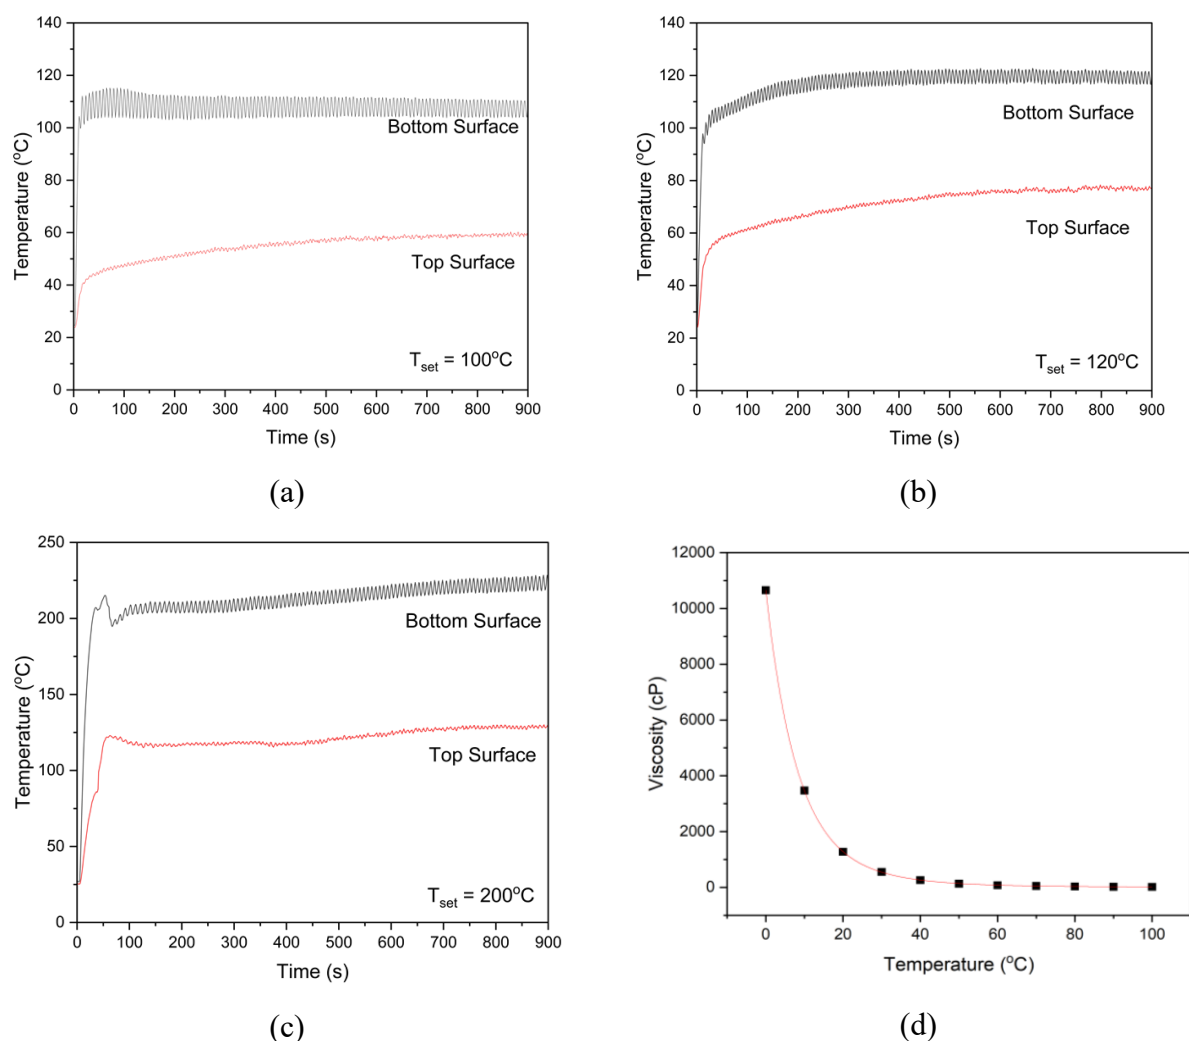 140
120
100
80
60
40
20
0
Temperature (°C)
Bottom Surface
Top Surface
Tset = 100°C
0 100 200 300 400 500 600 700 800 900
Time (s)
(a)
140
120
100
80
60
40
20
0
Temperature (°C)
Bottom Surface
Top Surface
Tset = 120°C
0 100 200 300 400 500 600 700 800 900
Time (s)
(b)
250
200
150
100
50
0
Temperature (°C)
Bottom Surface
Top Surface
Tset = 200°C
0 100 200 300 400 500 600 700 800 900
Time (s)
(c)
12000
10000
8000
6000
4000
2000
0
Viscosity (cP)
0 20 40 60 80 100
Temperature (°C)
(d)